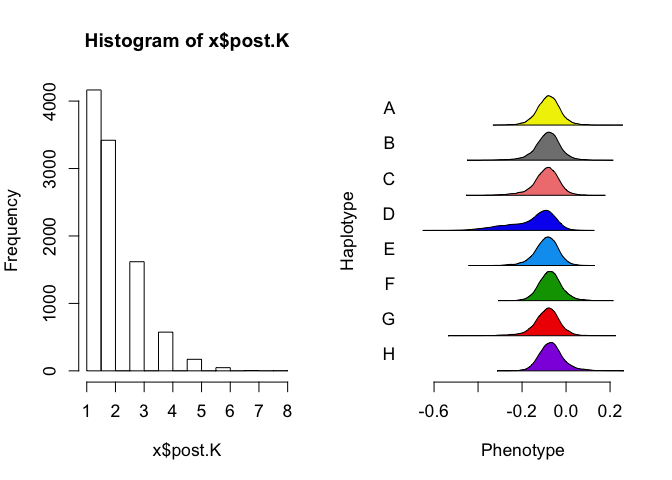 Histogram of x$post.K
Frequency
0
1000
2000
3000
4000
1 2 3 4 5 6 7 8
x$post.K
Haplotype
A
B
C
D
E
F
G
H
-0.6 -0.2 0.0 0.2
Phenotype